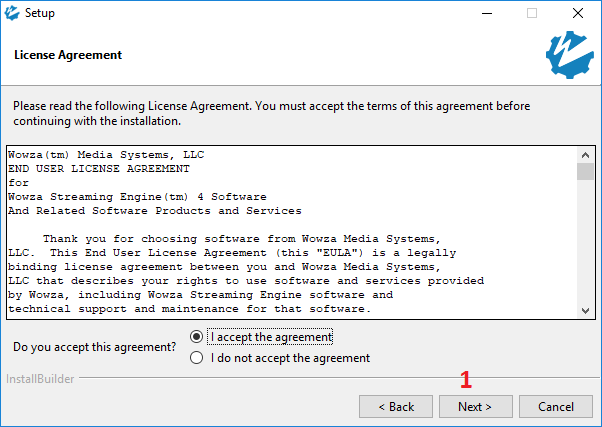 Setup
License Agreement
Please read the following License Agreement. You must accept the terms of this agreement before
continuing with the installation.
Wowza(tm) Media Systems, LLC
END USER LICENSE AGREEMENT
for
Wowza Streaming Engine(tm) 4 Software
And Related Software Products and Services
Thank you for choosing software from Wowza Media Systems,
LLC.  This End User License Agreement (this "EULA") is a legally
binding license agreement between you and Wowza Media Systems,
LLC that describes your rights to use software and services provided
by Wowza, including Wowza Streaming Engine software and
technical support and maintenance for that software.
Do you accept this agreement?
I accept the agreement
I do not accept the agreement
InstallBuilder
1
< Back
Next >
Cancel